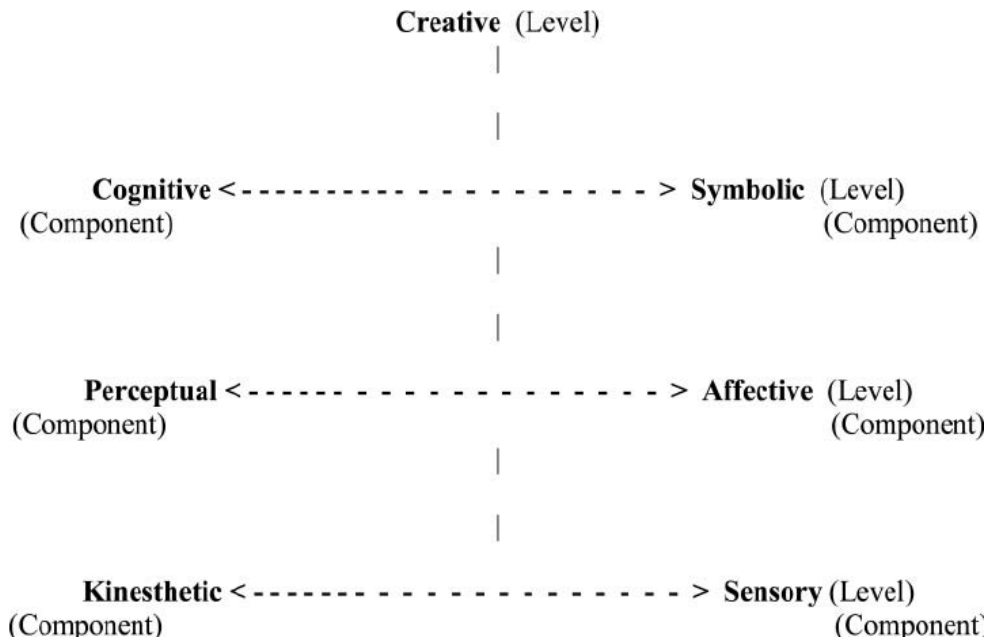 Creative (Level)
|
|
Cognitive <- - - - - - - - - - - - - - - - - - - - - - - > Symbolic (Level)
(Component) (Component)
|
|
Perceptual <- - - - - - - - - - - - - - - - - - - - - - - > Affective (Level)
(Component) (Component)
|
|
Kinesthetic <- - - - - - - - - - - - - - - - - - - - - - - > Sensory (Level)
(Component) (Component)